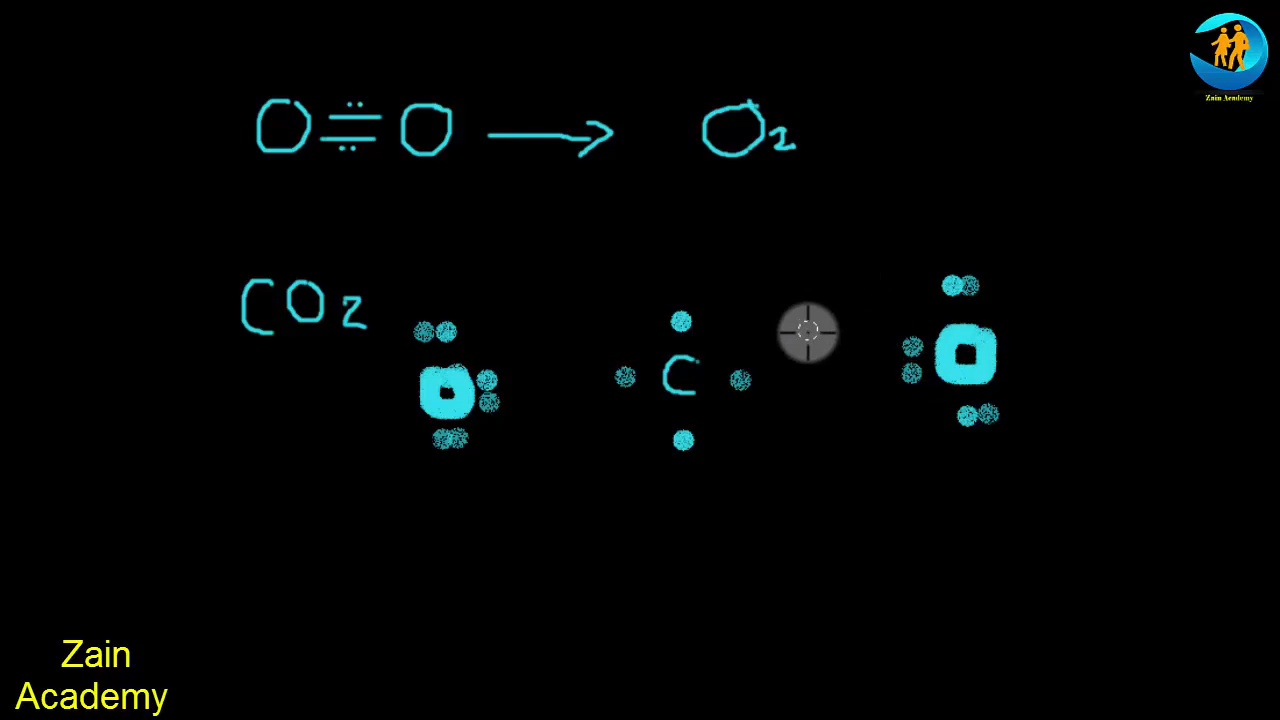 O = O → O2
CO2
O C O
Zain
Academy
Zain Academy